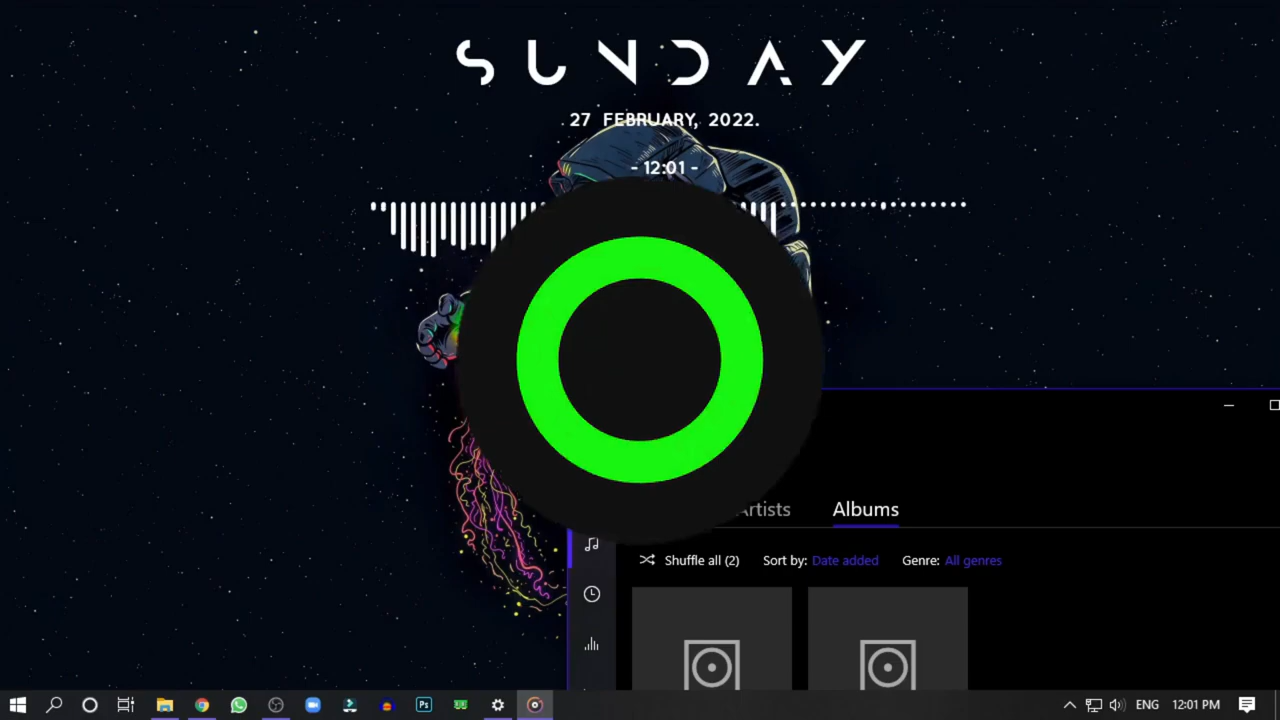 SUNDAY
27 FEBRUARY, 2022.
- 12:01 -
Artists Albums
Shuffle all (2) Sort by: Date added Genre: All genres
Ps
ENG 12:01 PM